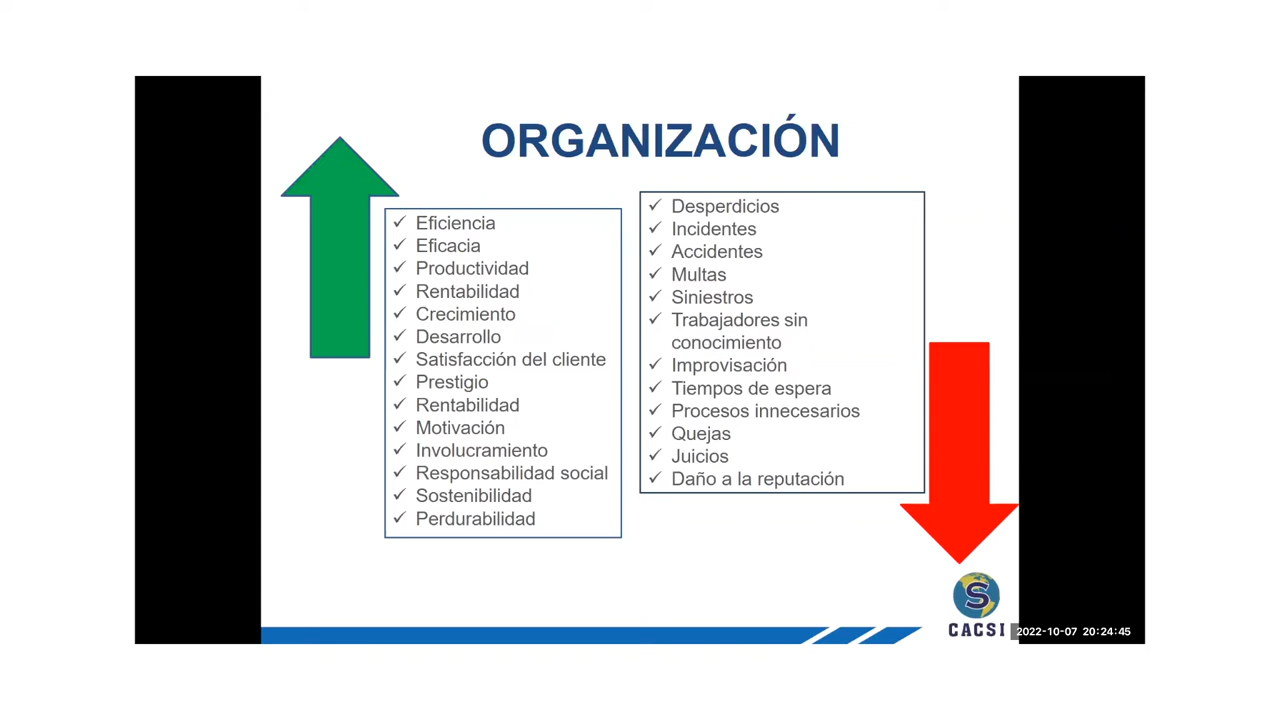 ORGANIZACIÓN
✓ Eficiencia
✓ Eficacia
✓ Productividad
✓ Rentabilidad
✓ Crecimiento
✓ Desarrollo
✓ Satisfacción del cliente
✓ Prestigio
✓ Rentabilidad
✓ Motivación
✓ Involucramiento
✓ Responsabilidad social
✓ Sostenibilidad
✓ Perdurabilidad
✓ Desperdicios
✓ Incidentes
✓ Accidentes
✓ Multas
✓ Siniestros
✓ Trabajadores sin
conocimiento
✓ Improvisación
✓ Tiempos de espera
✓ Procesos innecesarios
✓ Quejas
✓ Juicios
✓ Daño a la reputación
S
CACSI
2022-10-07 20:24:45